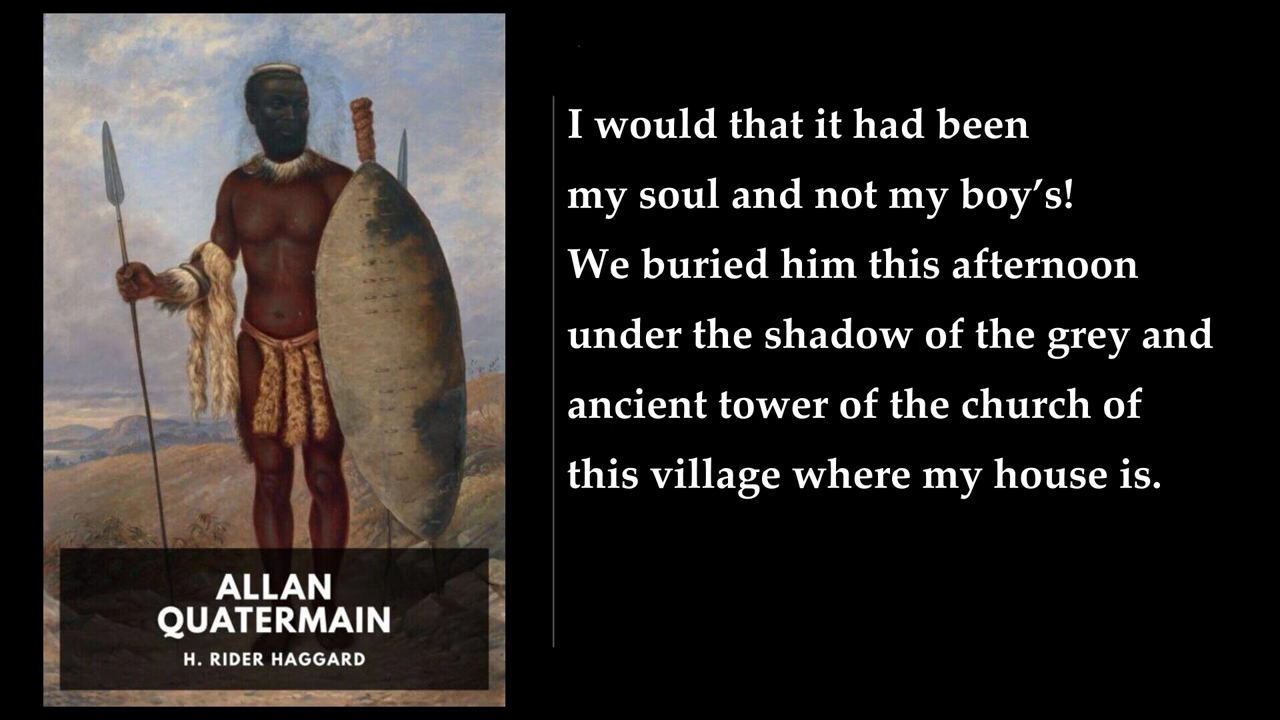 ALLAN
QUATERMAIN
H. RIDER HAGGARD
I would that it had been
my soul and not my boy’s!
We buried him this afternoon
under the shadow of the grey and
ancient tower of the church of
this village where my house is.